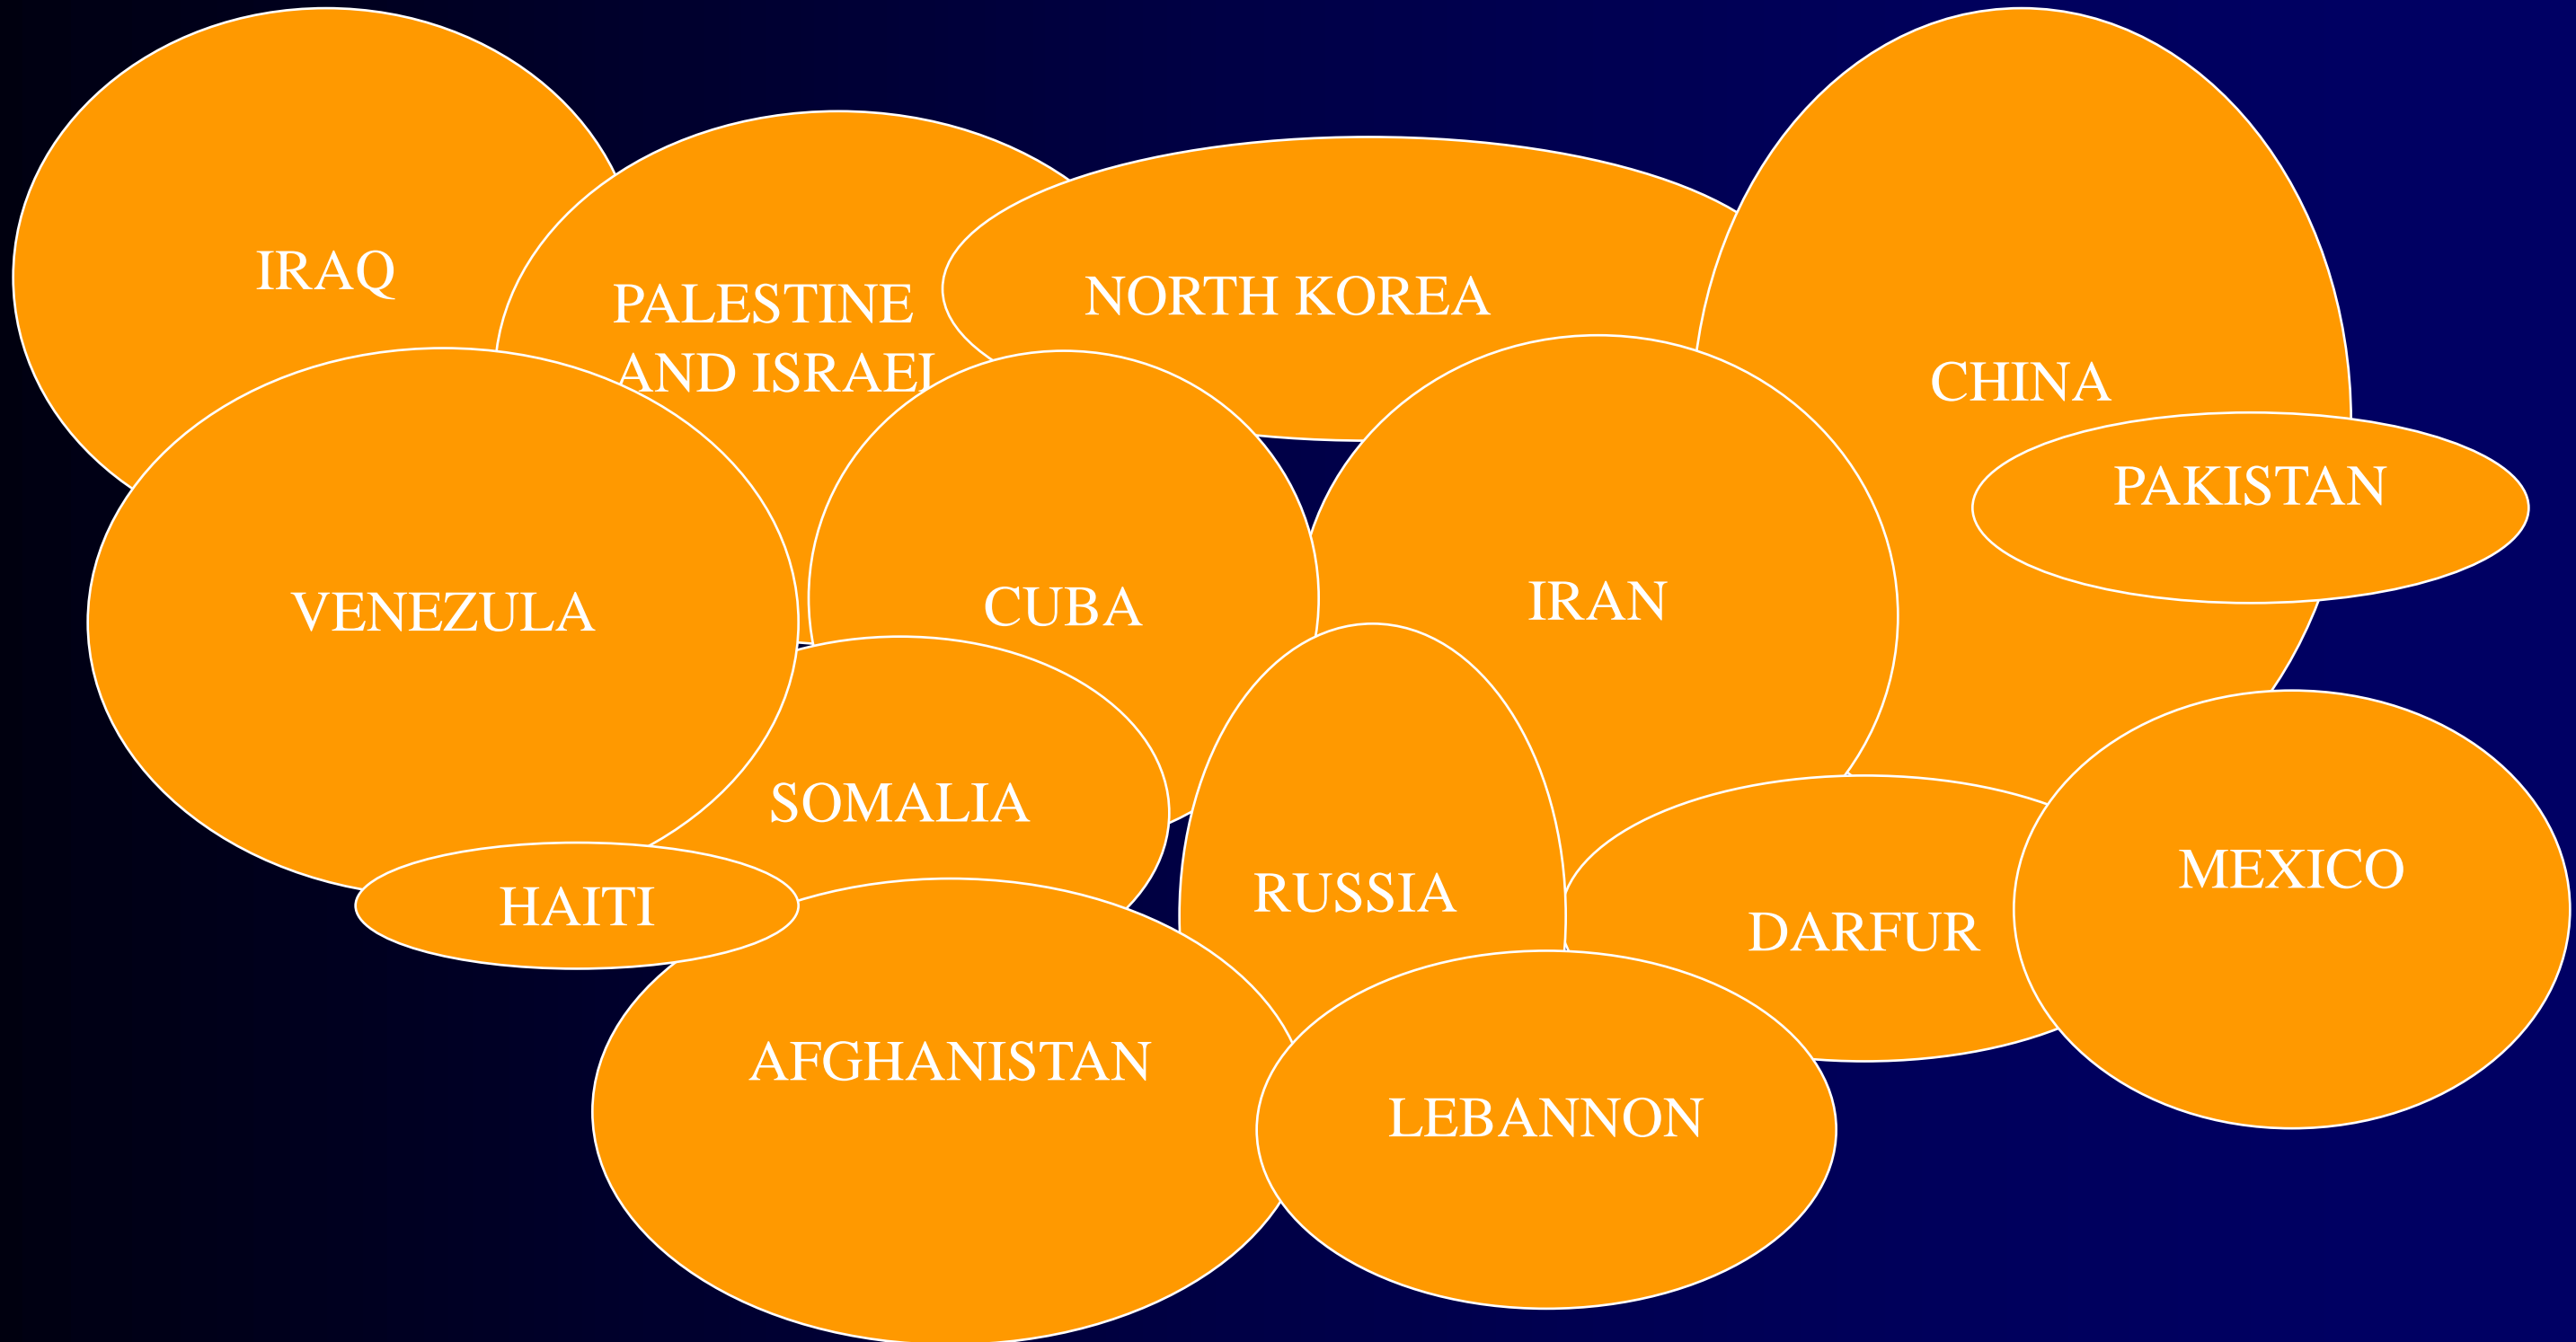 IRAQ
PALESTINE
AND ISRAEL
NORTH KOREA
CHINA
PAKISTAN
VENEZULA
CUBA
IRAN
SOMALIA
HAITI
RUSSIA
DARFUR
MEXICO
AFGHANISTAN
LEBANNON